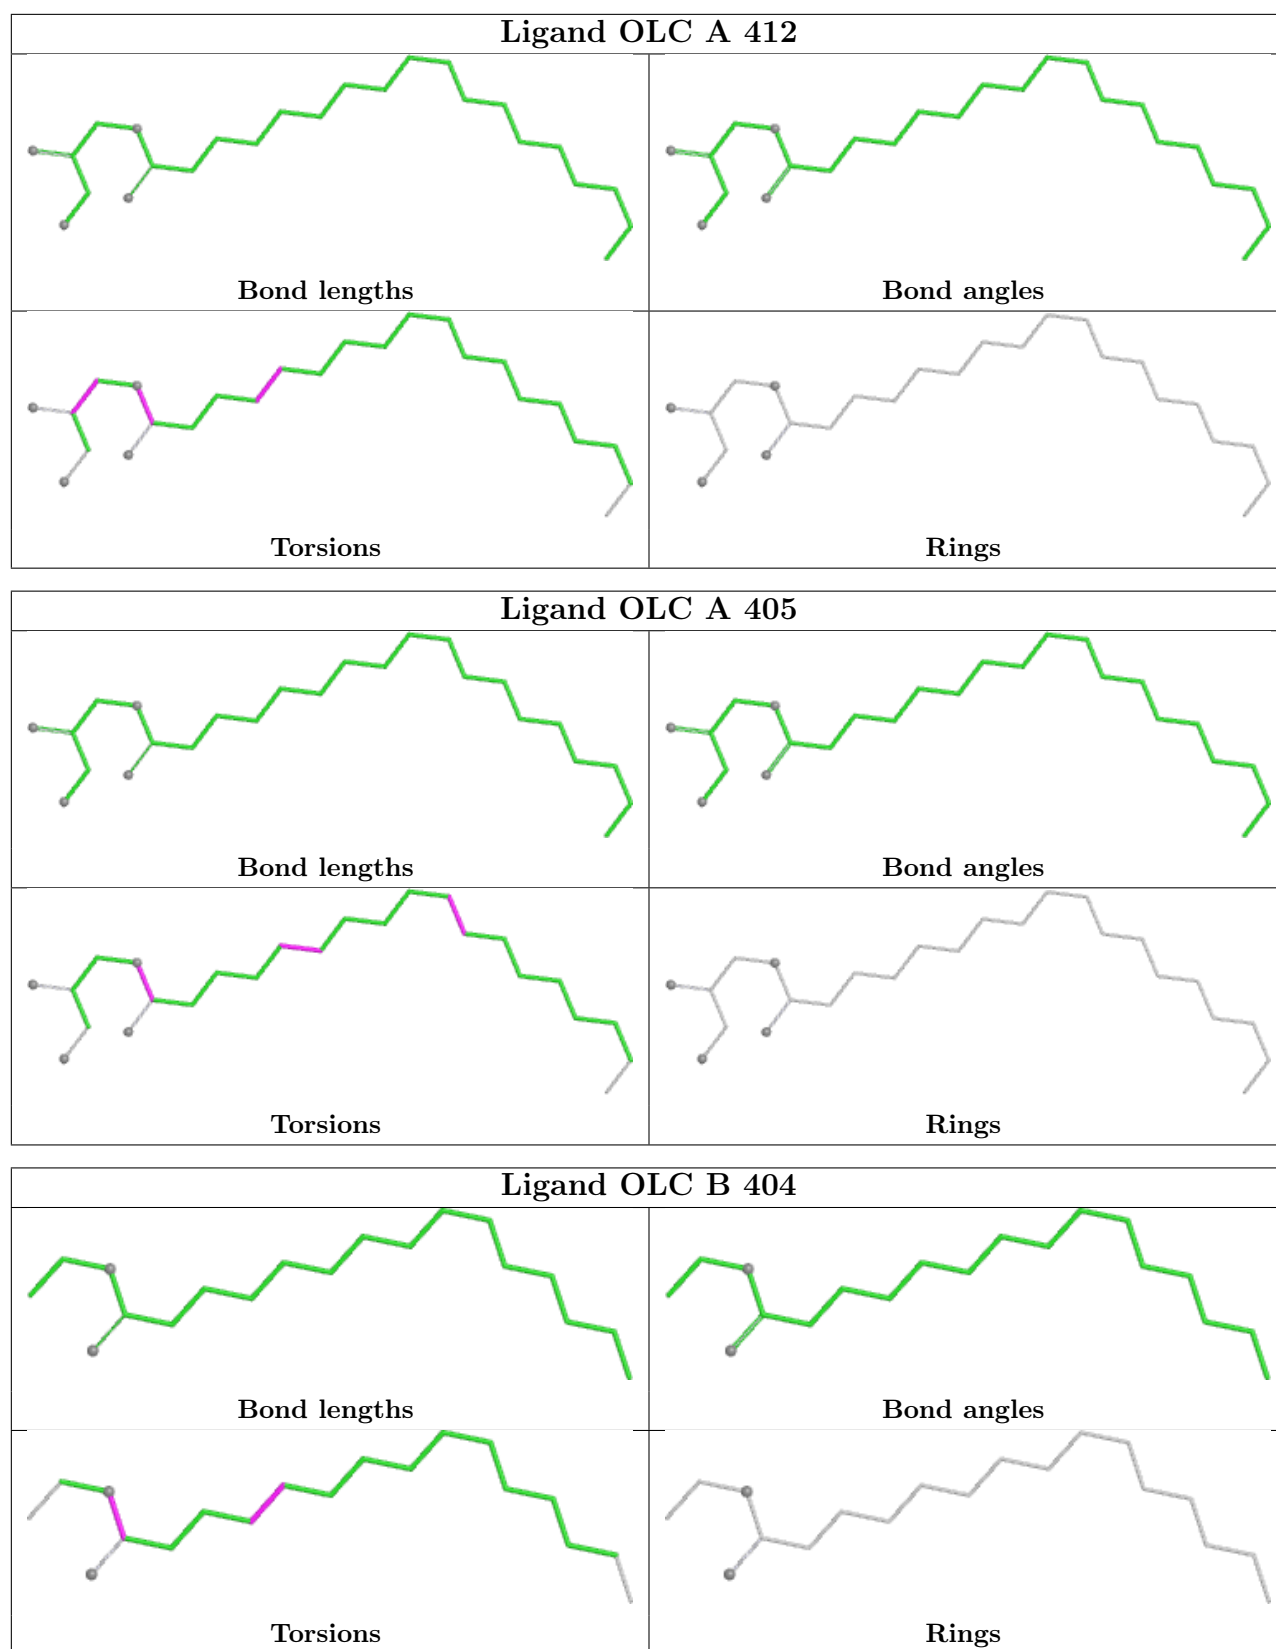 Ligand OLC A 412
Bond lengths
Bond angles
Torsions
Rings
Ligand OLC A 405
Bond lengths
Bond angles
Torsions
Rings
Ligand OLC B 404
Bond lengths
Bond angles
Torsions
Rings